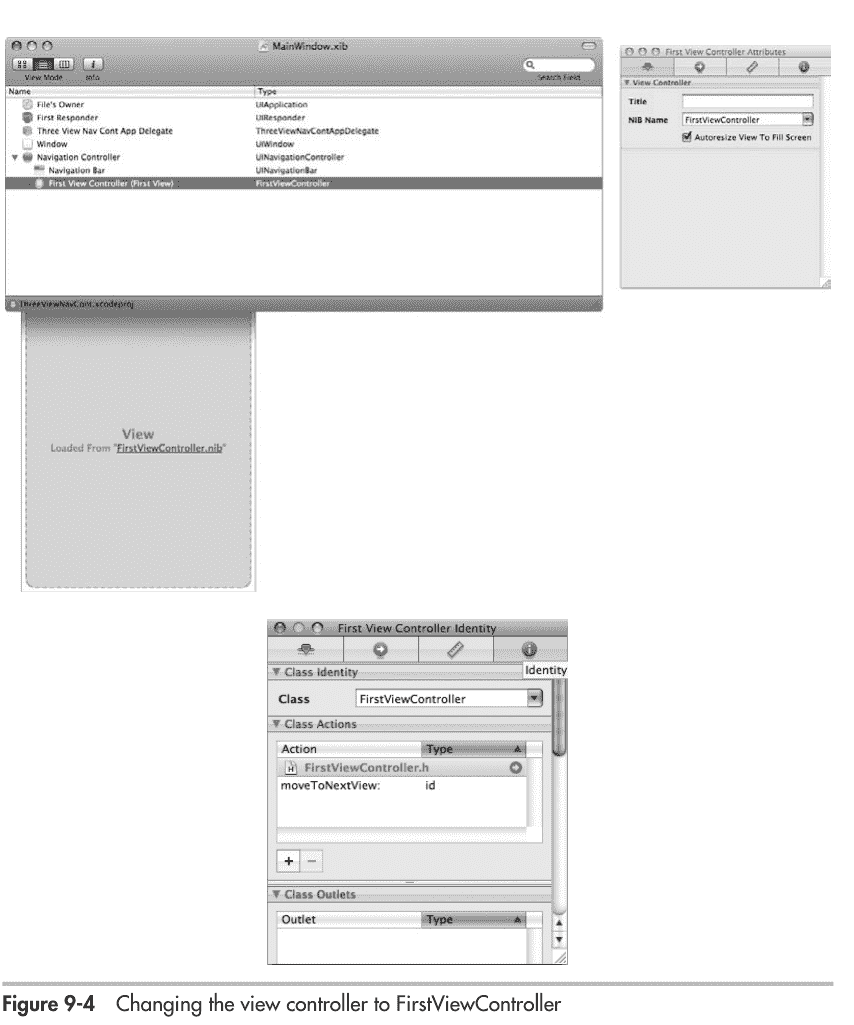 MainWindow.xib
View Mode Info Search Field
Name Type
File's Owner UIApplication
First Responder UIResponder
Three View Nav Cont App Delegate ThreeViewNavContAppDelegate
Window UIWindow
Navigation Controller UINavigationController
Navigation Bar UINavigationBar
First View Controller (First View) FirstViewController
ThreeViewNavCont.xcodeproj
First View Controller Attributes
View Controller
Title
NIB Name FirstViewController
Autoresize View To Fill Screen
View
Loaded From "FirstViewController.nib"
First View Controller Identity
Identity
Class Identity
Class FirstViewController
Class Actions
Action Type
FirstViewController.h
moveToNextView: id
Class Outlets
Outlet Type
Figure 9-4 Changing the view controller to FirstViewController